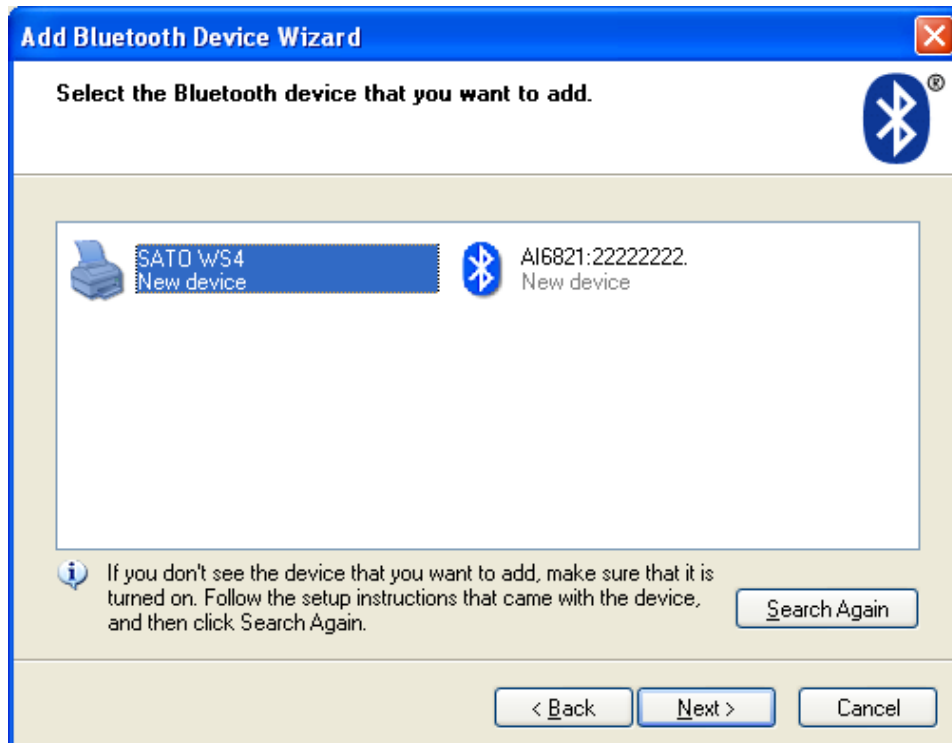 Add Bluetooth Device Wizard
Select the Bluetooth device that you want to add.
®
SATO WS4
New device
AI6821:22222222.
New device
If you don't see the device that you want to add, make sure that it is
turned on. Follow the setup instructions that came with the device,
and then click Search Again.
Search Again
< Back
Next >
Cancel